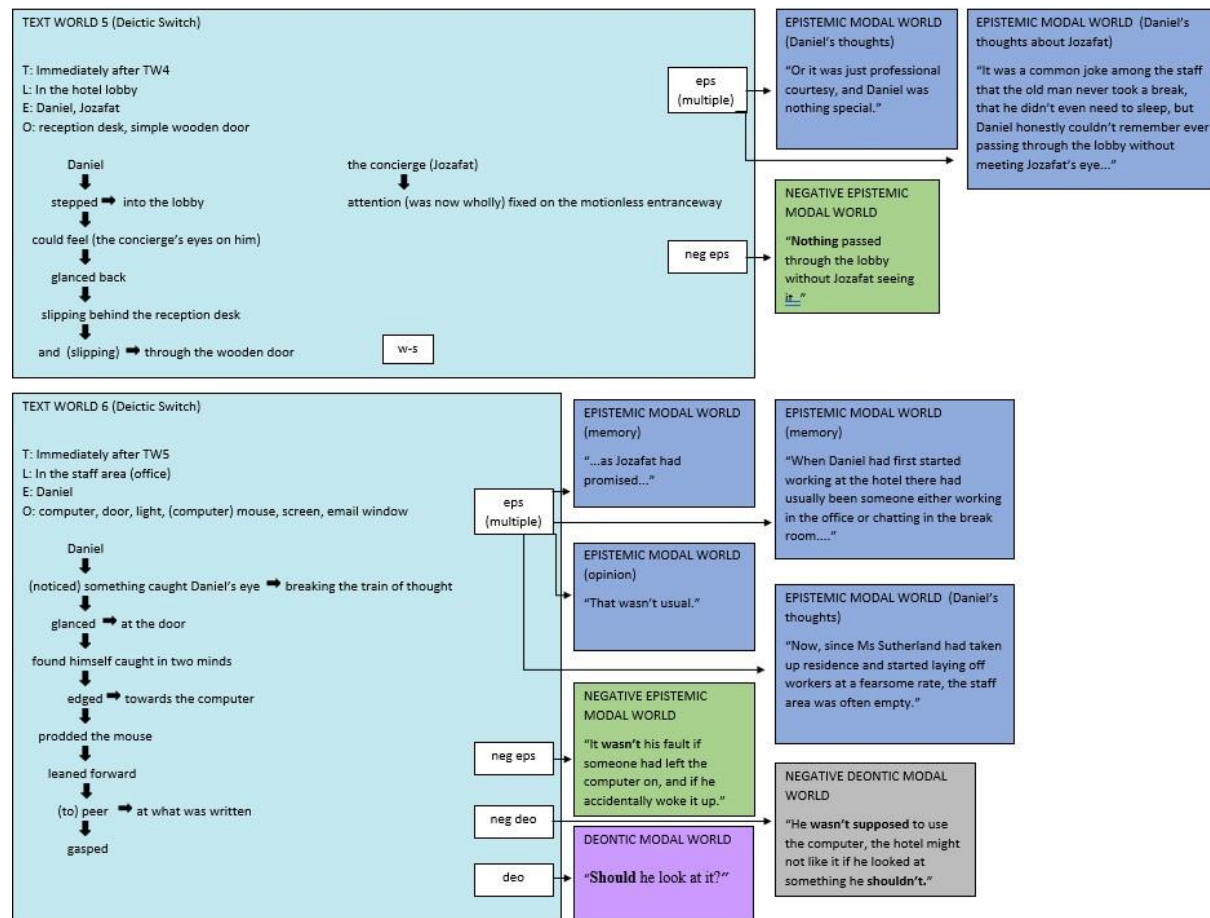 TEXT WORLD 5 (Deictic Switch)
T: Immediately after TW4
L: In the hotel lobby
E: Daniel, Jozafat
O: reception desk, simple wooden door
Daniel
stepped ➡ into the lobby
could feel (the concierge's eyes on him)
glanced back
slipping behind the reception desk
and (slipping) ➡ through the wooden door
the concierge (Jozafat)
attention (was now wholly) fixed on the motionless entranceway
w-s
eps
(multiple)
neg eps
EPISTEMIC MODAL WORLD
(Daniel's thoughts)
"Or it was just professional
courtesy, and Daniel was
nothing special."
EPISTEMIC MODAL WORLD (Daniel's
thoughts about Jozafat)
"It was a common joke among the staff
that the old man never took a break,
that he didn't even need to sleep, but
Daniel honestly couldn't remember ever
passing through the lobby without
meeting Jozafat's eye..."
NEGATIVE EPISTEMIC
MODAL WORLD
"Nothing passed
through the lobby
without Jozafat seeing
it..."
TEXT WORLD 6 (Deictic Switch)
T: Immediately after TW5
L: In the staff area (office)
E: Daniel
O: computer, door, light, (computer) mouse, screen, email window
Daniel
(noticed) something caught Daniel's eye ➡ breaking the train of thought
glanced ➡ at the door
found himself caught in two minds
edged ➡ towards the computer
prodded the mouse
leaned forward
(to) peer ➡ at what was written
gasped
eps
(multiple)
neg eps
neg deo
deo
EPISTEMIC MODAL WORLD
(memory)
"...as Jozafat had
promised..."
EPISTEMIC MODAL WORLD
(memory)
"When Daniel had first started
working at the hotel there had
usually been someone either working
in the office or chatting in the break
room...."
EPISTEMIC MODAL WORLD
(opinion)
"That wasn't usual."
EPISTEMIC MODAL WORLD (Daniel's
thoughts)
"Now, since Ms Sutherland had taken
up residence and started laying off
workers at a fearsome rate, the staff
area was often empty."
NEGATIVE EPISTEMIC
MODAL WORLD
"It wasn't his fault if
someone had left the
computer on, and if he
accidentally woke it up."
NEGATIVE DEONTIC MODAL
WORLD
"He wasn't supposed to use
the computer, the hotel might
not like it if he looked at
something he shouldn't."
DEONTIC MODAL WORLD
"Should he look at it?"